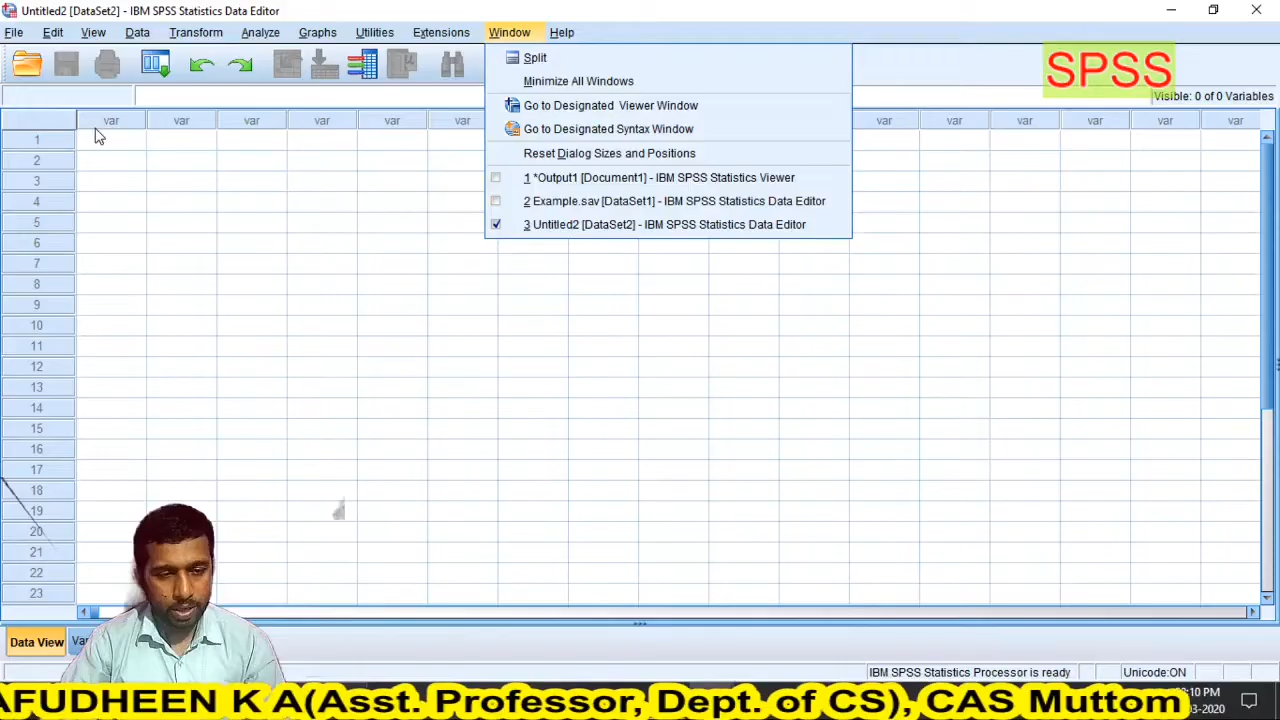 Untitled2 [DataSet2] - IBM SPSS Statistics Data Editor
File Edit View Data Transform Analyze Graphs Utilities Extensions Window Help
Split
Minimize All Windows
Go to Designated Viewer Window
Go to Designated Syntax Window
Reset Dialog Sizes and Positions
1 *Output1 [Document1] - IBM SPSS Statistics Viewer
2 Example.sav [DataSet1] - IBM SPSS Statistics Data Editor
3 Untitled2 [DataSet2] - IBM SPSS Statistics Data Editor
SPSS
Visible: 0 of 0 Variables
var var var var var var var var var var var var
1
2
3
4
5
6
7
8
9
10
11
12
13
14
15
16
17
18
19
20
21
22
23
Data View
IBM SPSS Statistics Processor is ready Unicode:ON
AFUDHEEN K A(Asst. Professor, Dept. of CS), CAS Muttom